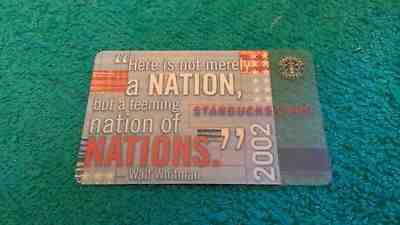 "Here is not merely
a NATION,
but a teeming
nation of
NATIONS."
— Walt Whitman
STARBUCKS CARD
2002